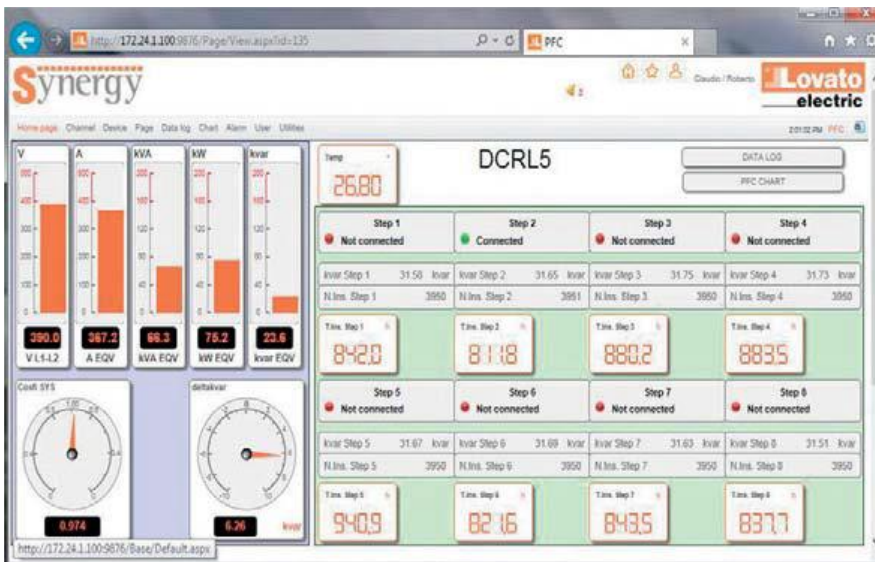 http://172.24.1.100:9876/Page/View.aspx?id=135
PFC
Synergy
2
Claudio / Roberto
Lovato
electric
Home page Channel Device Page Data log Chart Alarm User Utilities
2:01:02 PM PFC
V A kVA kW kvar
390.0 367.2 66.3 75.2 23.6
V L1-L2 A EQV kVA EQV kW EQV kvar EQV
Cosfi SYS
1.00
0.974
deltakvar
6.26 kvar
Temp
26.80
DCRL5
DATA LOG
PFC CHART
Step 1 Step 2 Step 3 Step 4
Not connected Connected Not connected Not connected
kvar Step 1 31.58 kvar kvar Step 2 31.65 kvar kvar Step 3 31.75 kvar kvar Step 4 31.73 kvar
N.Ins. Step 1 3950 N.Ins. Step 2 3951 N.Ins. Step 3 3950 N.Ins. Step 4 3950
T.ins. Step 1 T.ins. Step 2 T.ins. Step 3 T.ins. Step 4
842.0 811.8 880.2 883.5
Step 5 Step 6 Step 7 Step 8
Not connected Not connected Not connected Not connected
kvar Step 5 31.67 kvar kvar Step 6 31.69 kvar kvar Step 7 31.63 kvar kvar Step 8 31.51 kvar
N.Ins. Step 5 3950 N.Ins. Step 6 3950 N.Ins. Step 7 3950 N.Ins. Step 8 3950
T.ins. Step 5 T.ins. Step 6 T.ins. Step 7 T.ins. Step 8
940.9 821.6 843.5 837.7
http://172.24.1.100:9876/Base/Default.aspx